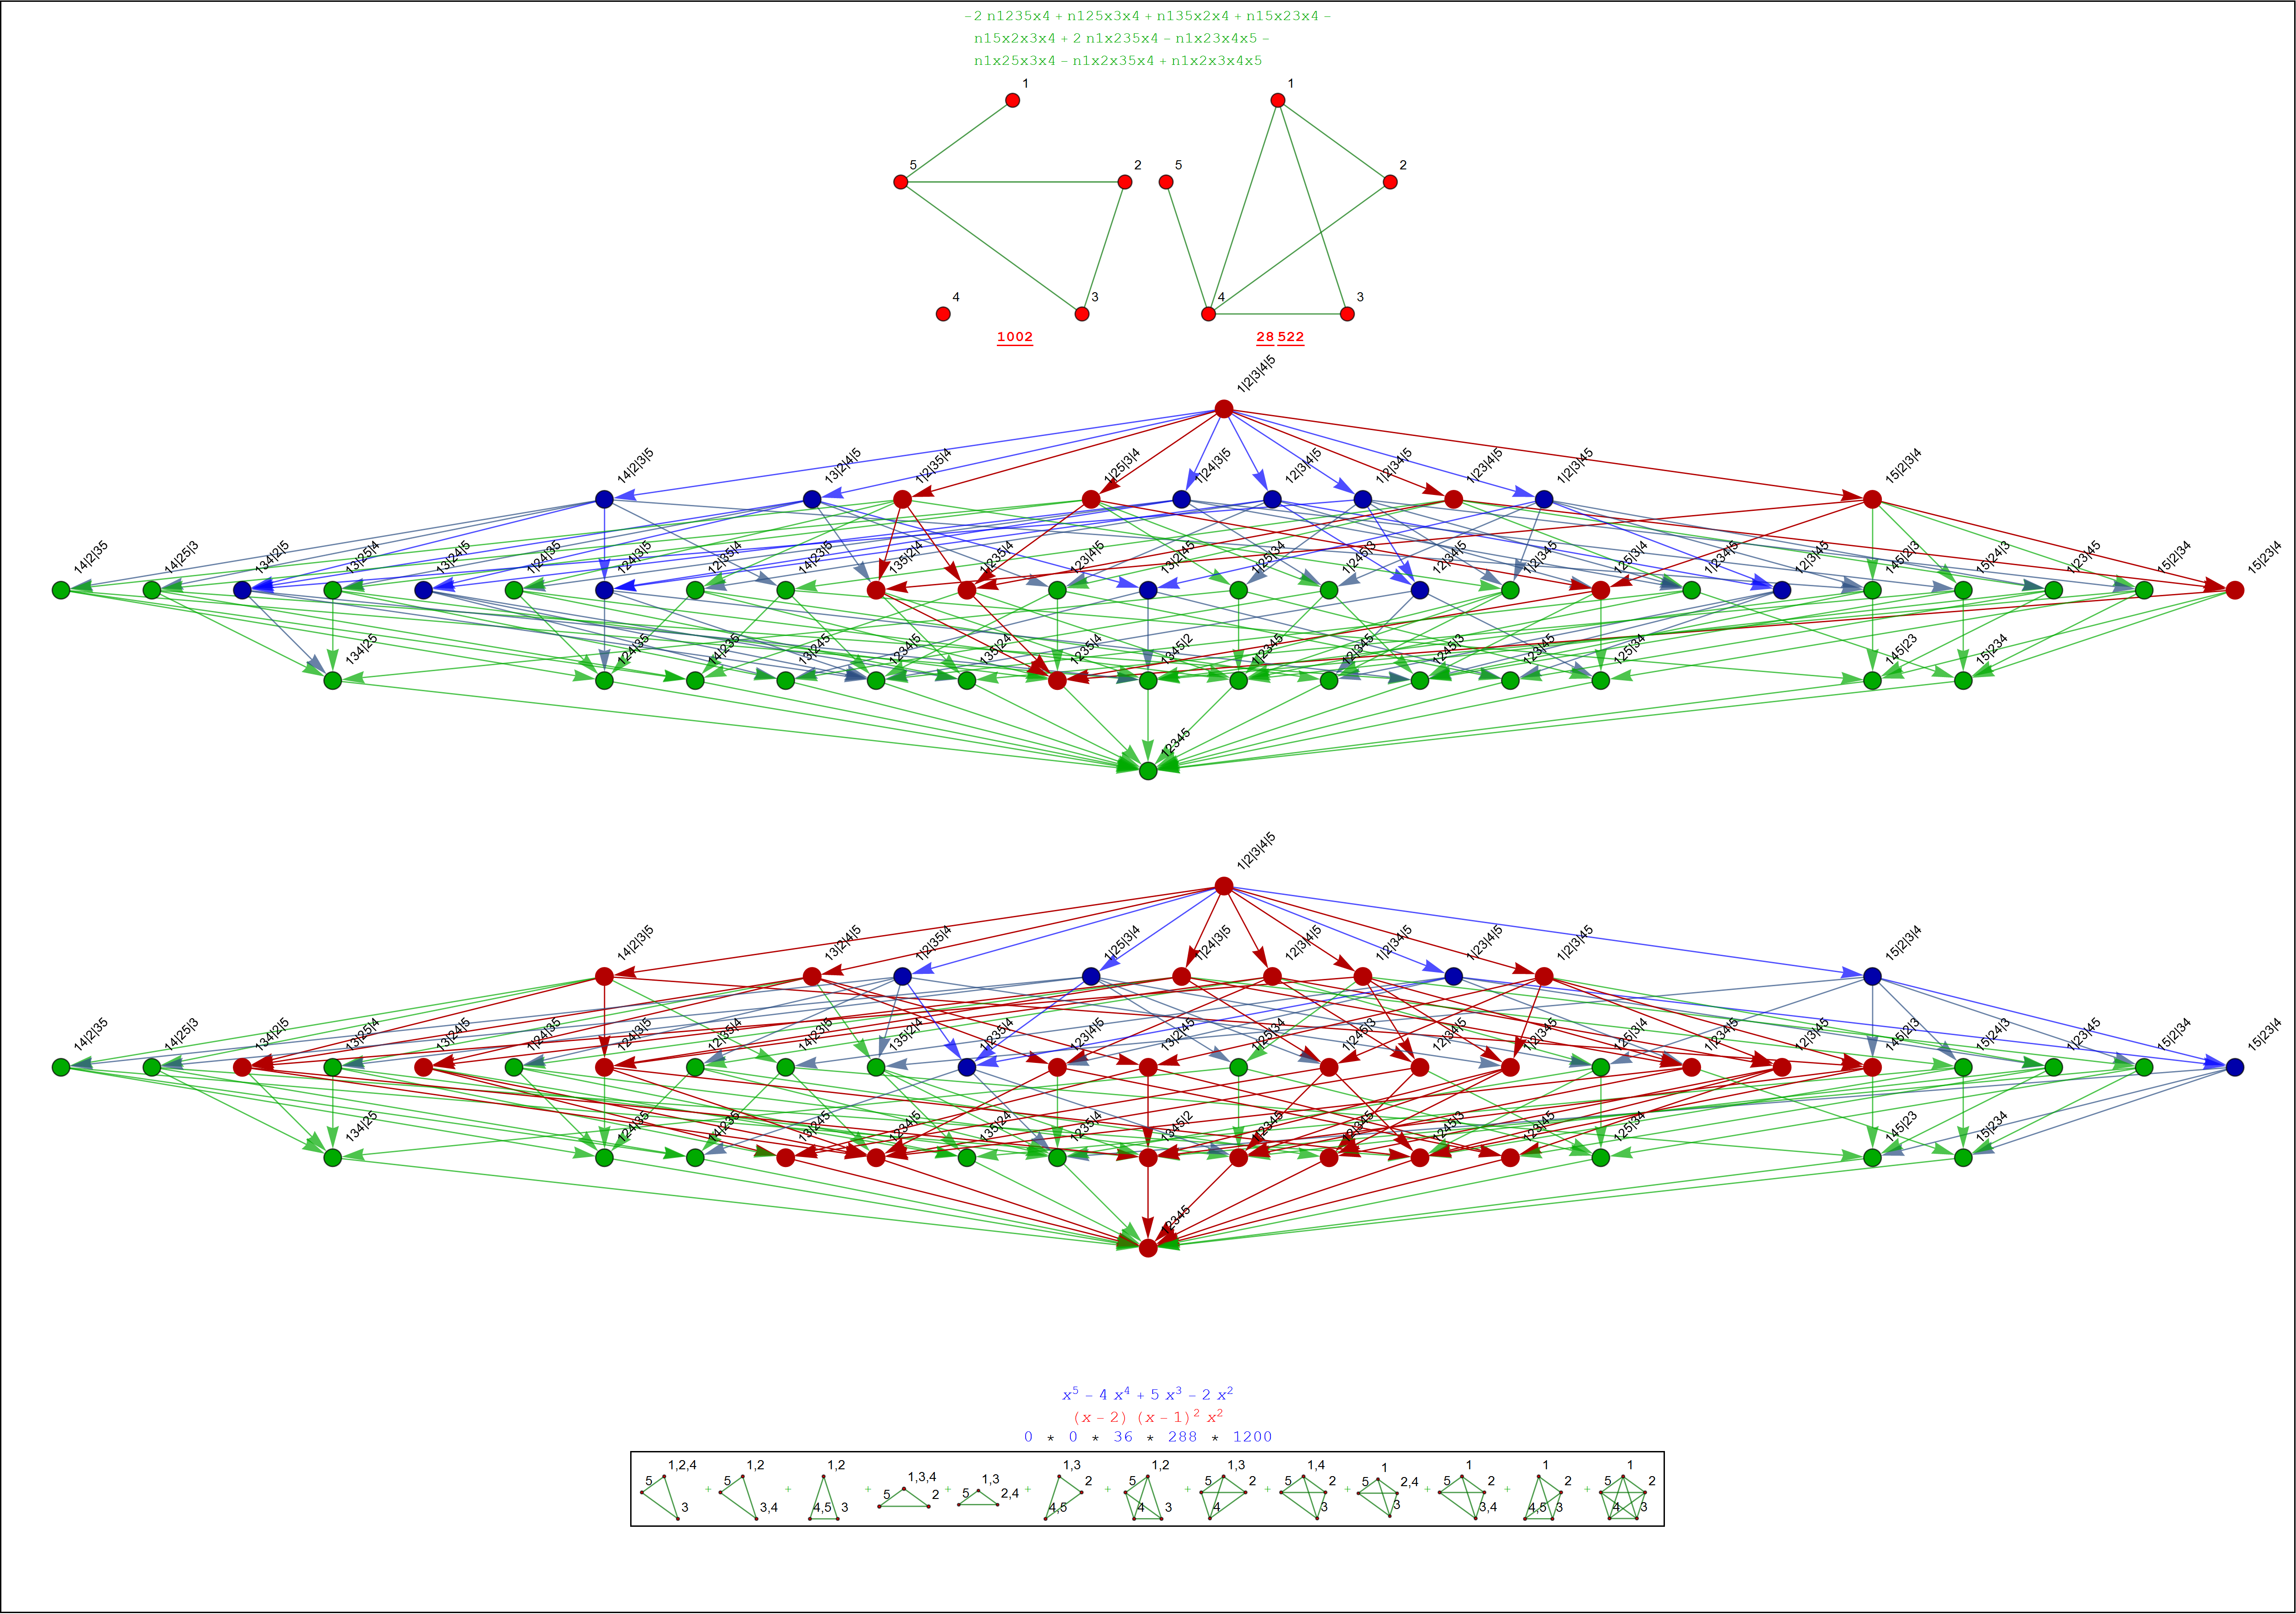 -2 n1235x4 + n125x3x4 + n135x2x4 + n15x23x4 -
n15x2x3x4 + 2 n1x235x4 - n1x23x4x5 -
n1x25x3x4 - n1x2x35x4 + n1x2x3x4x5
1 1
5 2 5 2
4 3 4 3
1002 28 522
1|2|3|4|5
14|2|3|5 13|2|4|5 1|2|35|4 1|25|3|4 1|24|3|5 12|3|4|5 1|2|34|5 1|23|4|5 1|2|3|45 15|2|3|4
14|2|35 14|25|3 134|2|5 13|25|4 13|24|5 1|24|35 124|3|5 12|35|4 14|23|5 135|2|4 1|235|4 123|4|5 13|2|45 1|25|34 1|245|3 12|34|5 1|2|345 125|3|4 1|234|5 12|3|45 145|2|3 15|24|3 1|23|45 15|2|34 15|23|4
134|25 124|35 14|235 13|245 1234|5 135|24 1235|4 1345|2 1|2345 12|345 1245|3 123|45 125|34 145|23 15|234
12345
1|2|3|4|5
14|2|3|5 13|2|4|5 1|2|35|4 1|25|3|4 1|24|3|5 12|3|4|5 1|2|34|5 1|23|4|5 1|2|3|45 15|2|3|4
14|2|35 14|25|3 134|2|5 13|25|4 13|24|5 1|24|35 124|3|5 12|35|4 14|23|5 135|2|4 1|235|4 123|4|5 13|2|45 1|25|34 1|245|3 12|34|5 1|2|345 125|3|4 1|234|5 12|3|45 145|2|3 15|24|3 1|23|45 15|2|34 15|23|4
134|25 124|35 14|235 13|245 1234|5 135|24 1235|4 1345|2 1|2345 12|345 1245|3 123|45 125|34 145|23 15|234
12345
x⁵ - 4 x⁴ + 5 x³ - 2 x²
(x - 2) (x - 1)² x²
0 * 0 * 36 * 288 * 1200
1,2,4 5 3 + 1,2 5 3,4 + 1,2 4,5 3 + 1,3,4 5 2 + 1,3 5 2,4 + 1,3 2 4,5 + 1,2 5 4 3 + 1,3 5 2 4 + 1,4 5 2 3 + 1 5 2,4 3 + 1 5 2 3,4 + 1 2 4,5 3 + 1 5 2 4 3